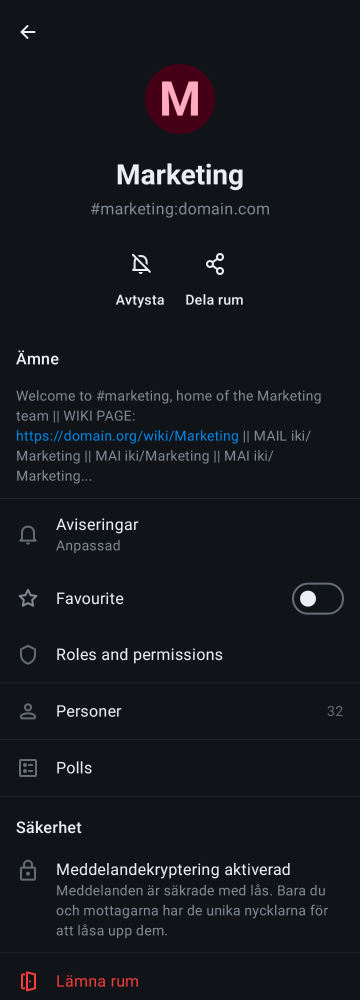 M
Marketing
#marketing:domain.com
Avtysta
Dela rum
Ämne
Welcome to #marketing, home of the Marketing
team || WIKI PAGE:
https://domain.org/wiki/Marketing || MAIL iki/
Marketing || MAI iki/Marketing || MAI iki/
Marketing...
Aviseringar
Anpassad
Favourite
Roles and permissions
Personer 32
Polls
Säkerhet
Meddelandekryptering aktiverad
Meddelanden är säkrade med lås. Bara du
och mottagarna har de unika nycklarna för
att låsa upp dem.
Lämna rum